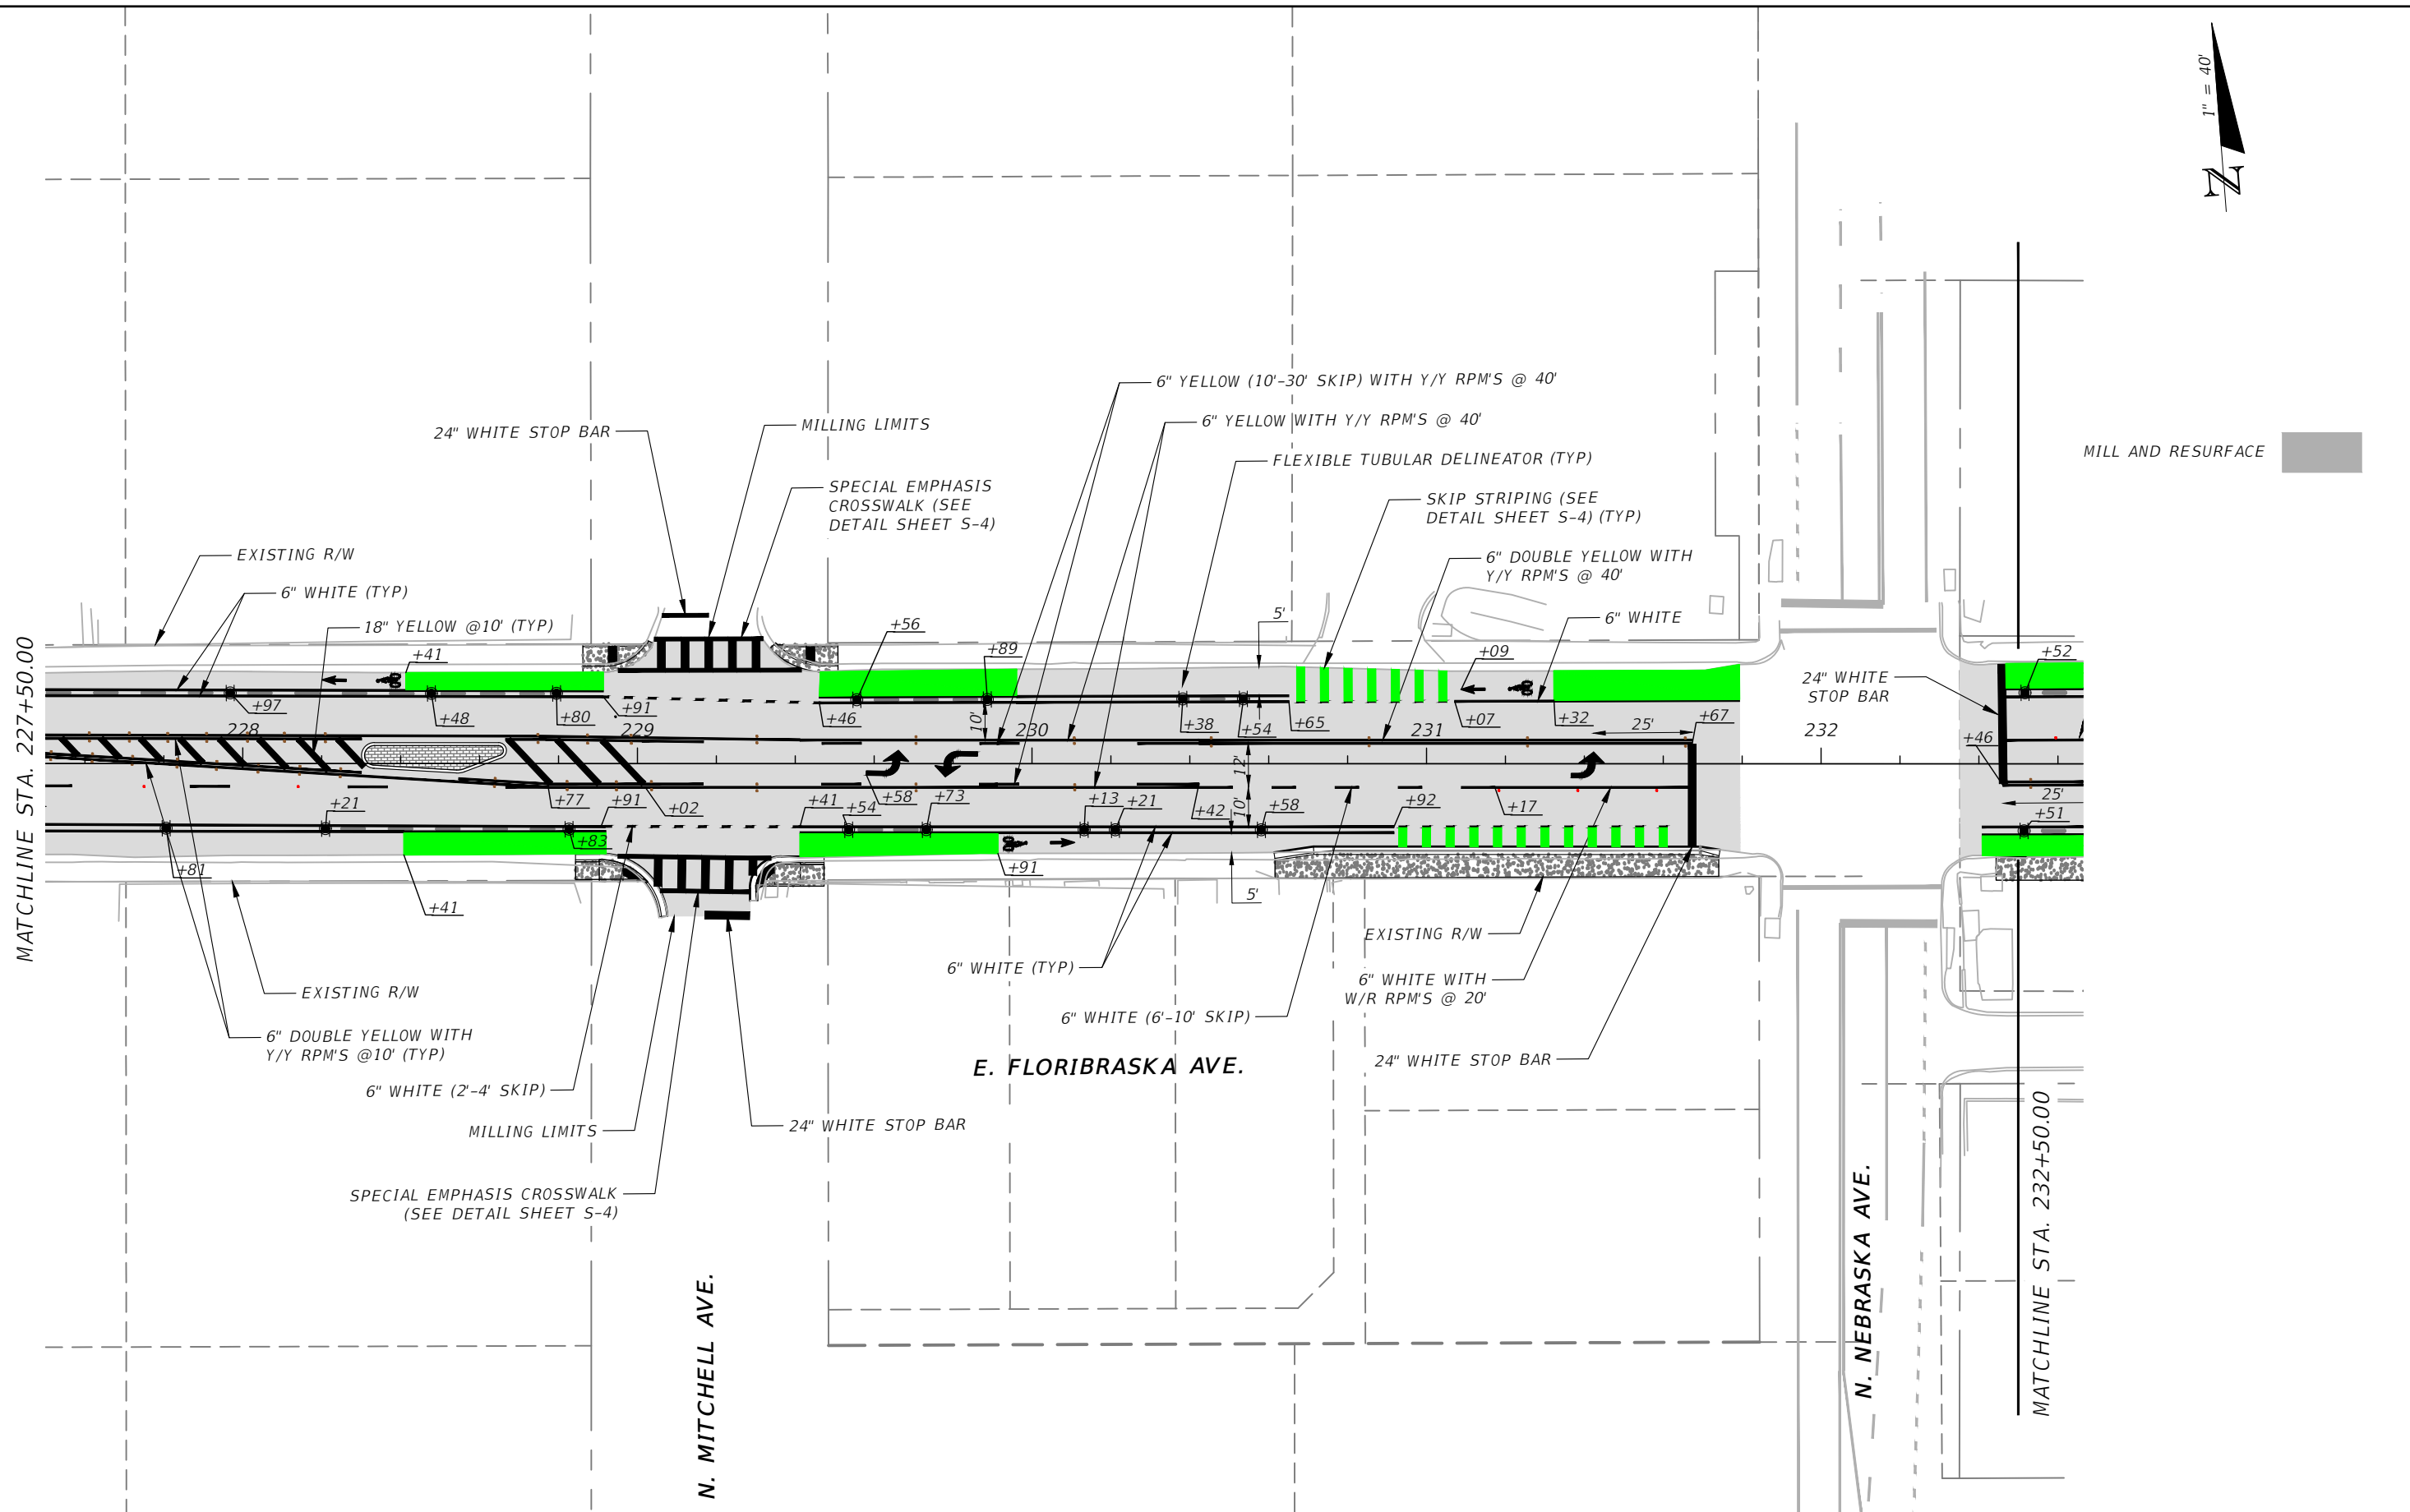 1" = 40'
N
6" YELLOW (10'-30' SKIP) WITH Y/Y RPM'S @ 40'
6" YELLOW WITH Y/Y RPM'S @ 40'
24" WHITE STOP BAR
MILLING LIMITS
MILL AND RESURFACE
FLEXIBLE TUBULAR DELINEATOR (TYP)
SPECIAL EMPHASIS
CROSSWALK (SEE
DETAIL SHEET S-4)
SKIP STRIPING (SEE
DETAIL SHEET S-4) (TYP)
EXISTING R/W
6" DOUBLE YELLOW WITH
Y/Y RPM'S @ 40'
6" WHITE (TYP)
18" YELLOW @10' (TYP)
6" WHITE
5'
+56
+41
+89
+09
+52
24" WHITE
STOP BAR
MATCHLINE STA. 227+50.00
+97
+48
+80
+91
+46
10'
+38
+54
+65
+07
+32
25'
+67
228
229
230
231
232
+46
12'
+21
+77
+91
+02
+41
+58
+54
+73
+13
+21
+42
10'
+58
+92
+17
25'
+51
+83
+81
+91
+41
5'
EXISTING R/W
6" WHITE (TYP)
6" WHITE WITH
W/R RPM'S @ 20'
EXISTING R/W
6" WHITE (6'-10' SKIP)
6" DOUBLE YELLOW WITH
Y/Y RPM'S @10' (TYP)
24" WHITE STOP BAR
E. FLORIBRASKA AVE.
6" WHITE (2'-4' SKIP)
24" WHITE STOP BAR
MILLING LIMITS
SPECIAL EMPHASIS CROSSWALK
(SEE DETAIL SHEET S-4)
N. MITCHELL AVE.
N. NEBRASKA AVE.
MATCHLINE STA. 232+50.00